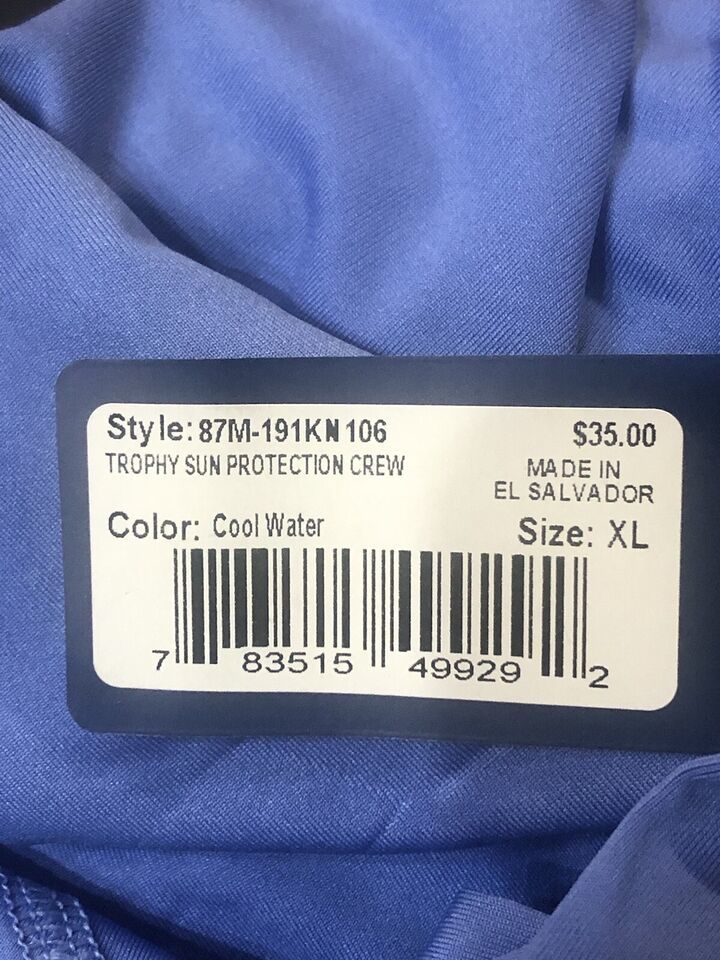 Style: 87M-191KN106 $35.00
TROPHY SUN PROTECTION CREW MADE IN
EL SALVADOR
Color: Cool Water Size: XL
7 83515 49929 2